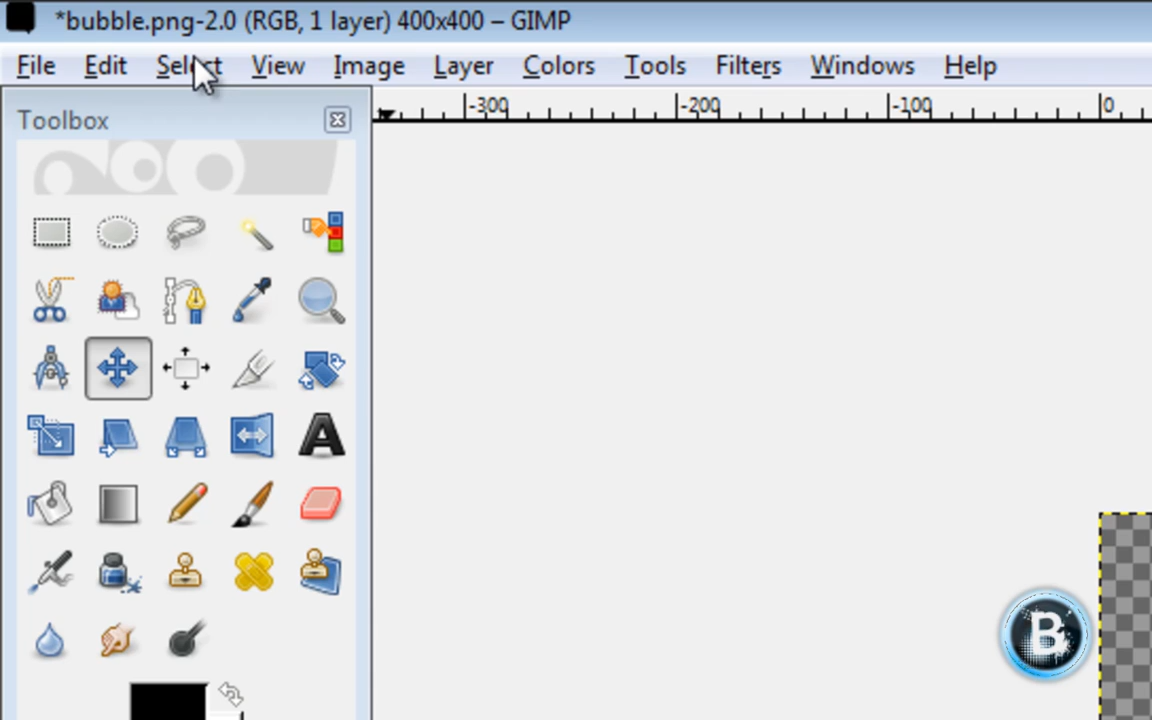 *bubble.png-2.0 (RGB, 1 layer) 400x400 – GIMP
File Edit Select View Image Layer Colors Tools Filters Windows Help
-300 -200 -100 0
Toolbox
B